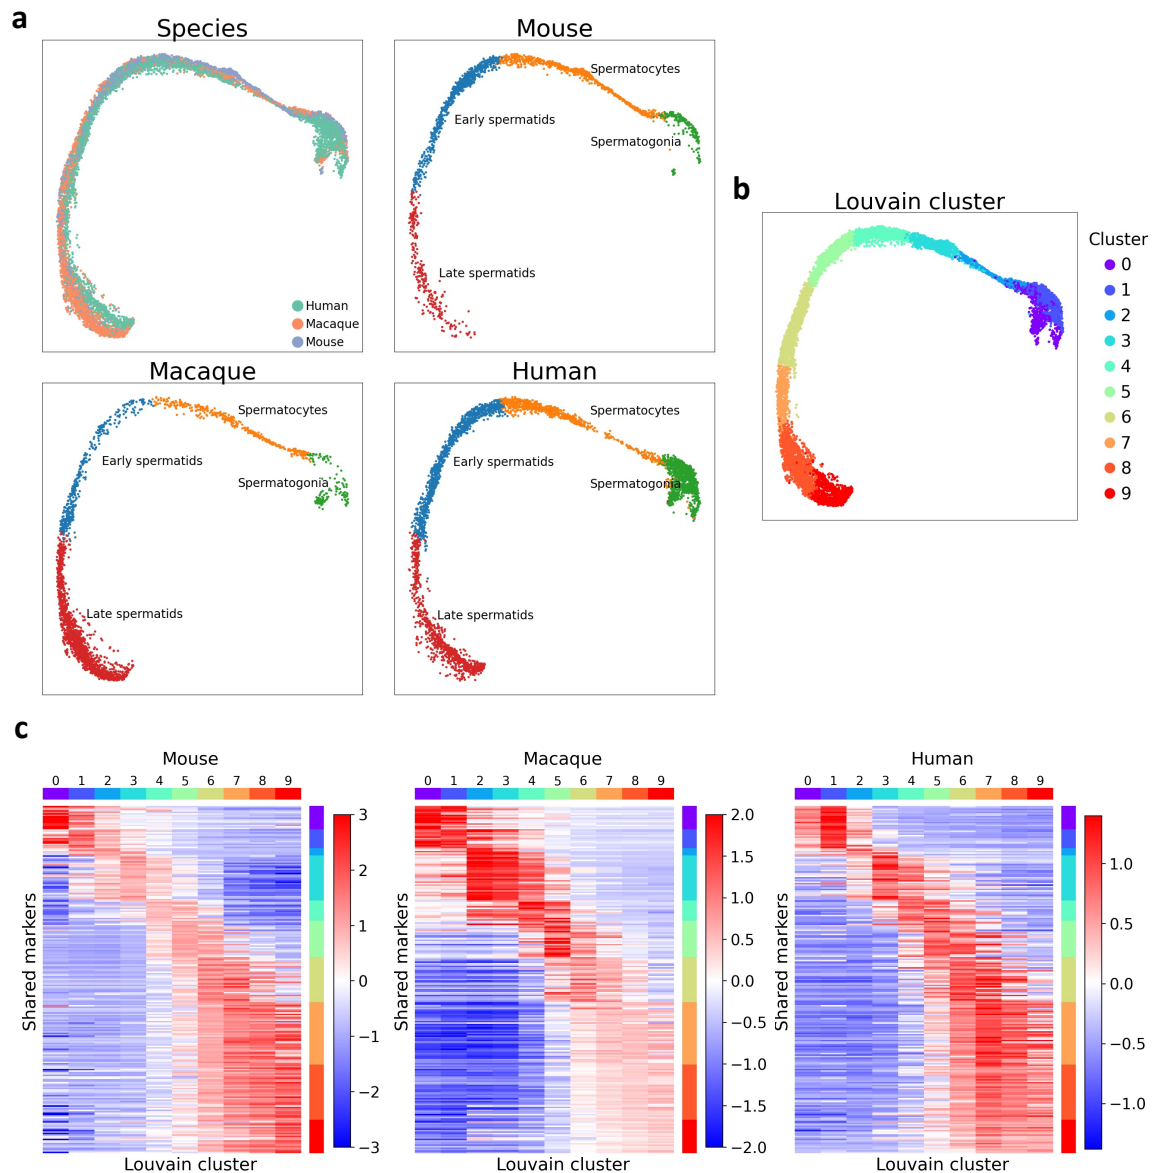 a
Species
Human
Macaque
Mouse
Mouse
Spermatocytes
Early spermatids
Spermatogonia
Late spermatids
Macaque
Spermatocytes
Early spermatids
Spermatogonia
Late spermatids
Human
Spermatocytes
Early spermatids
Spermatogonia
Late spermatids
b
Louvain cluster
Cluster
0
1
2
3
4
5
6
7
8
9
c
Mouse
0 1 2 3 4 5 6 7 8 9
Shared markers
Louvain cluster
3
2
1
0
−1
−2
−3
Macaque
0 1 2 3 4 5 6 7 8 9
Shared markers
Louvain cluster
2.0
1.5
1.0
0.5
0.0
−0.5
−1.0
−1.5
−2.0
Human
0 1 2 3 4 5 6 7 8 9
Shared markers
Louvain cluster
1.0
0.5
0.0
−0.5
−1.0